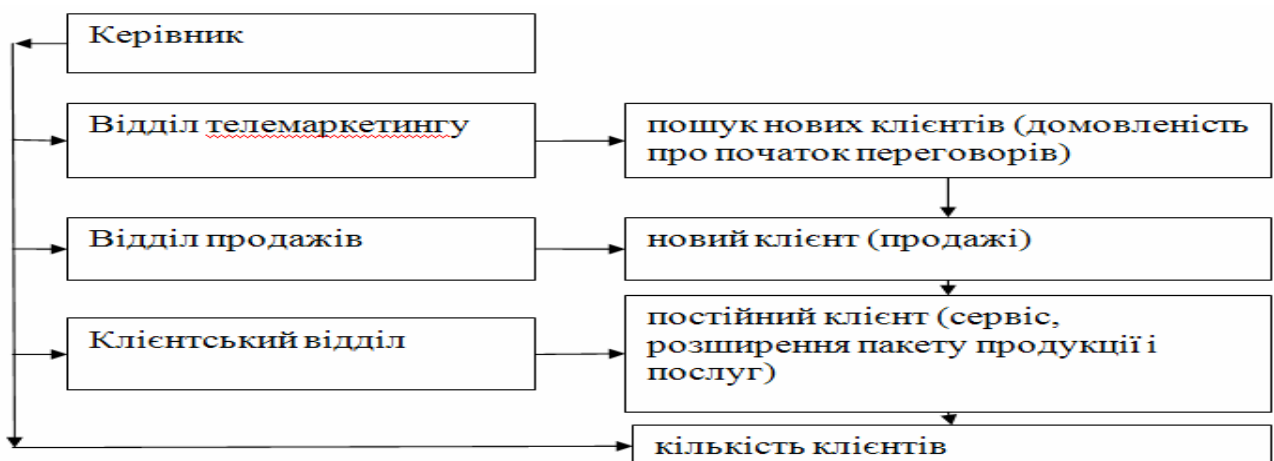 Керівник
Відділ телемаркетингу
пошук нових клієнтів (домовленість
про початок переговорів)
Відділ продажів
новий клієнт (продажі)
Клієнтський відділ
постійний клієнт (сервіс,
розширення пакету продукції і
послуг)
кількість клієнтів